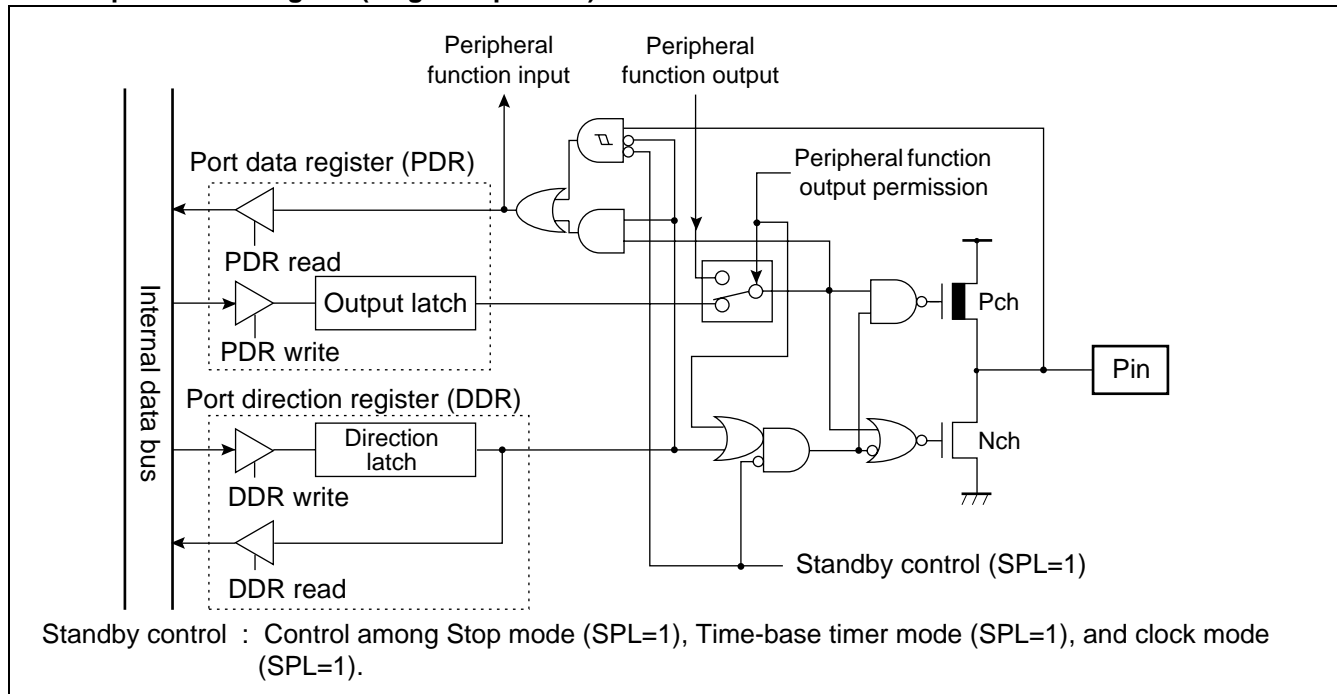 Peripheral
function input
Peripheral
function output
Port data register (PDR)
Peripheral function
output permission
PDR read
Output latch
PDR write
Pch
Pin
Port direction register (DDR)
Direction
latch
Nch
DDR write
Standby control (SPL=1)
DDR read
Internal data bus
Standby control : Control among Stop mode (SPL=1), Time-base timer mode (SPL=1), and clock mode
(SPL=1).